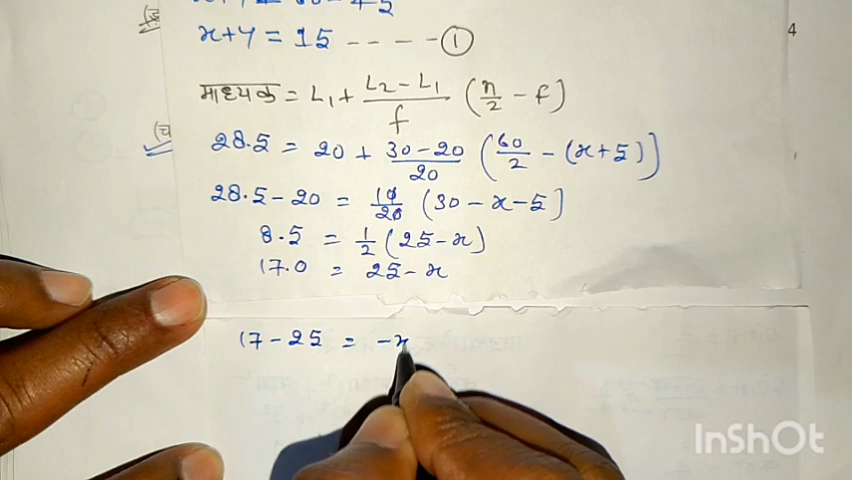 x+y = 15 ---- ①
4
माध्यक = L₁ + (L₂ - L₁)/f (n/2 - f)
28.5 = 20 + (30 - 20)/20 (60/2 - (x+5))
28.5 - 20 = 10/20 (30 - x - 5)
8.5 = 1/2 (25 - x)
17.0 = 25 - x
17 - 25 = -x
InShOt